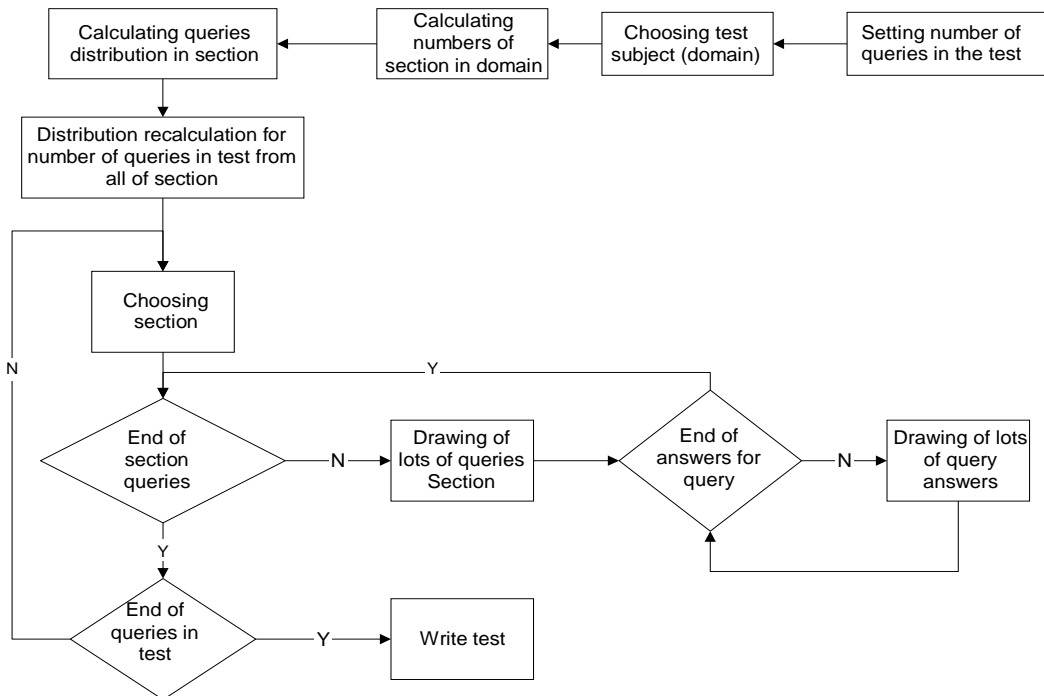 Calculating queries
distribution in section
Calculating
numbers of
section in domain
Choosing test
subject (domain)
Setting number of
queries in the test
Distribution recalculation for
number of queries in test from
all of section
Choosing
section
N
Y
End of
section
queries
N
Drawing of
lots of queries
Section
End of
answers for
query
N
Drawing of lots
of query
answers
Y
End of
queries in
test
Y
Write test